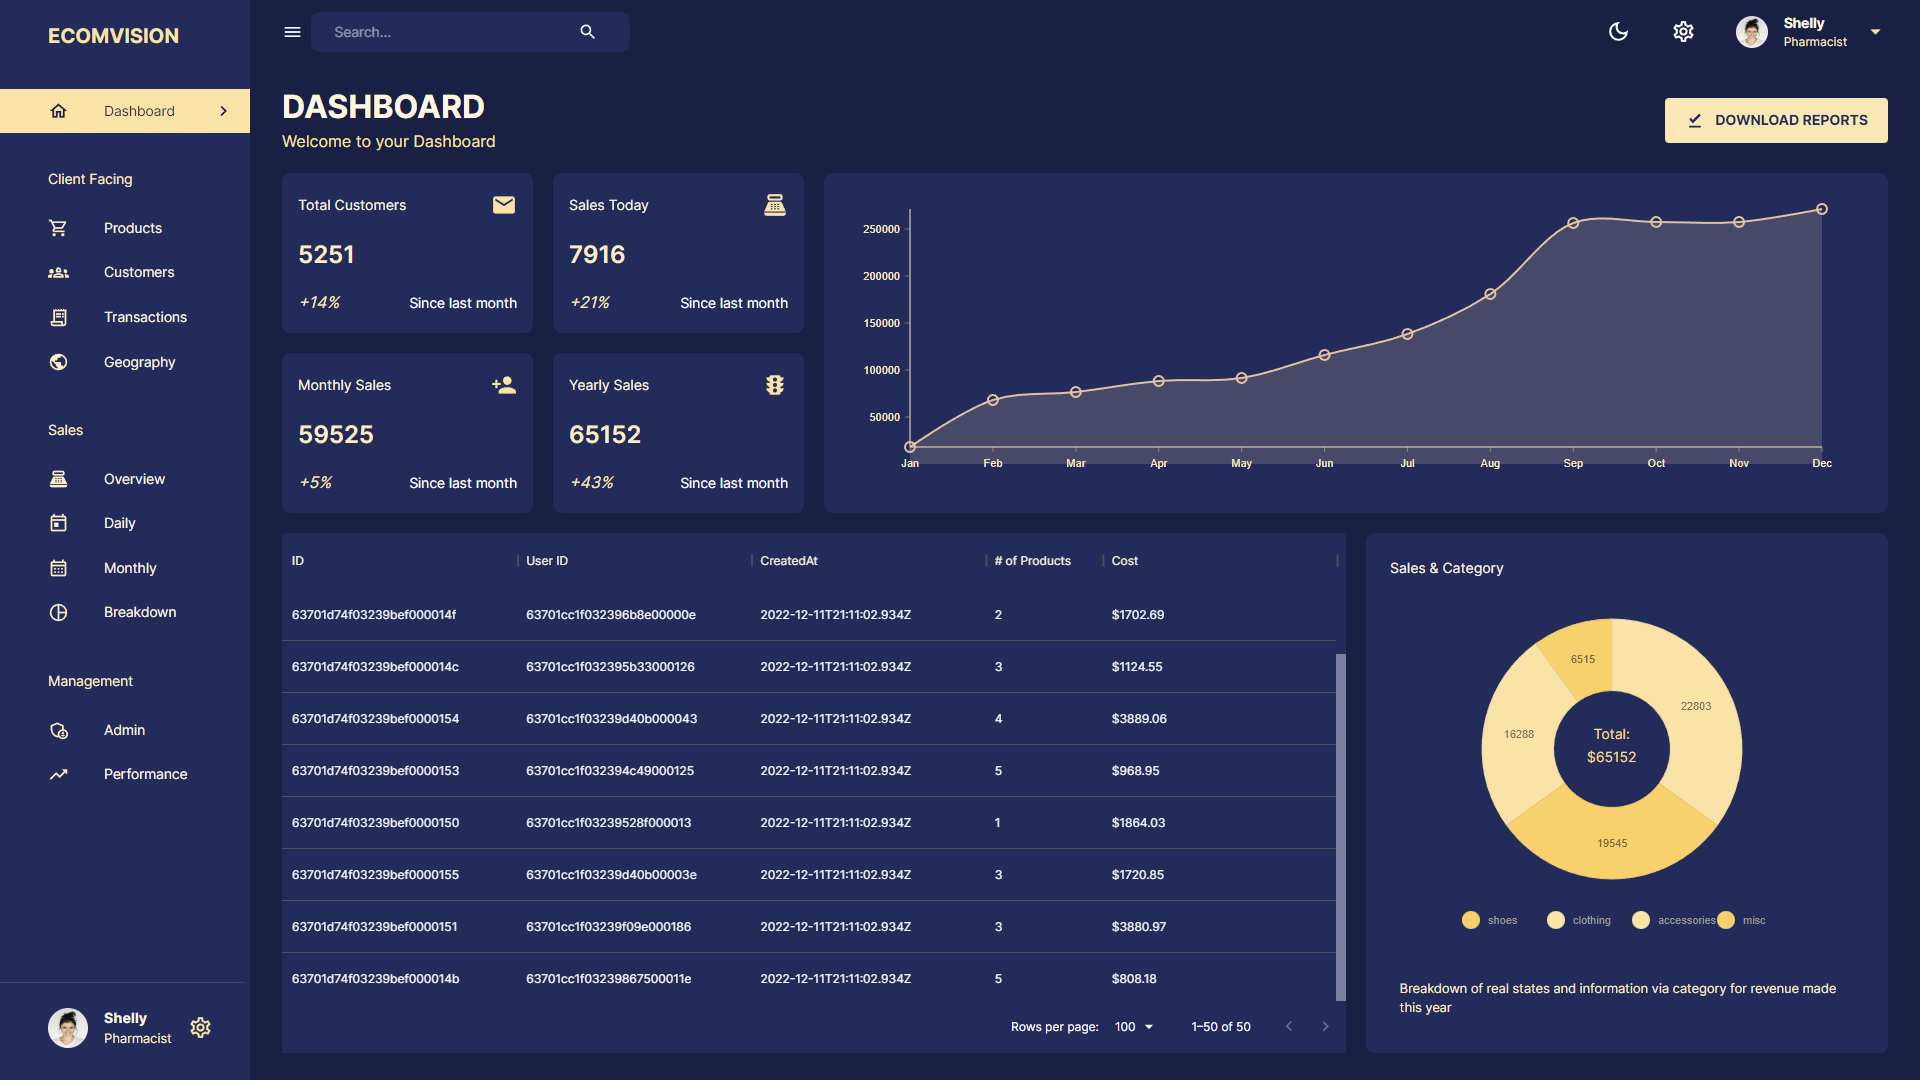 ECOMVISION
Search...
Shelly
Pharmacist
Dashboard
Client Facing
Products
Customers
Transactions
Geography
Sales
Overview
Daily
Monthly
Breakdown
Management
Admin
Performance
Shelly
Pharmacist
DASHBOARD
Welcome to your Dashboard
DOWNLOAD REPORTS
Total Customers
5251
+14% Since last month
Sales Today
7916
+21% Since last month
Monthly Sales
59525
+5% Since last month
Yearly Sales
65152
+43% Since last month
250000
200000
150000
100000
50000
Jan Feb Mar Apr May Jun Jul Aug Sep Oct Nov Dec
ID User ID CreatedAt # of Products Cost
63701d74f03239bef000014f 63701cc1f032396b8e00000e 2022-12-11T21:11:02.934Z 2 $1702.69
63701d74f03239bef000014c 63701cc1f032395b33000126 2022-12-11T21:11:02.934Z 3 $1124.55
63701d74f03239bef0000154 63701cc1f03239d40b000043 2022-12-11T21:11:02.934Z 4 $3889.06
63701d74f03239bef0000153 63701cc1f032394c49000125 2022-12-11T21:11:02.934Z 5 $968.95
63701d74f03239bef0000150 63701cc1f03239528f000013 2022-12-11T21:11:02.934Z 1 $1864.03
63701d74f03239bef0000155 63701cc1f03239d40b00003e 2022-12-11T21:11:02.934Z 3 $1720.85
63701d74f03239bef0000151 63701cc1f03239f09e000186 2022-12-11T21:11:02.934Z 3 $3880.97
63701d74f03239bef000014b 63701cc1f03239867500011e 2022-12-11T21:11:02.934Z 5 $808.18
Rows per page: 100 1–50 of 50
Sales & Category
6515
22803
16288
Total:
$65152
19545
shoes clothing accessories misc
Breakdown of real states and information via category for revenue made
this year